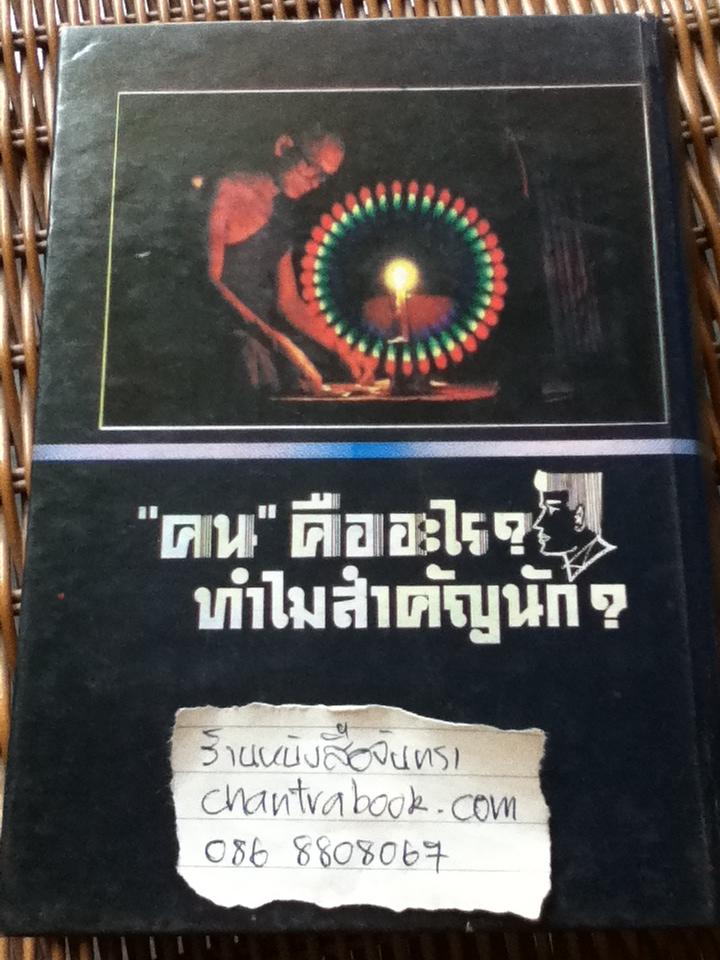 "คน" คืออะไร?
ทำไมสำคัญนัก?
ร้านหนังสือจันทรา
chantrabook.com
086 8808067